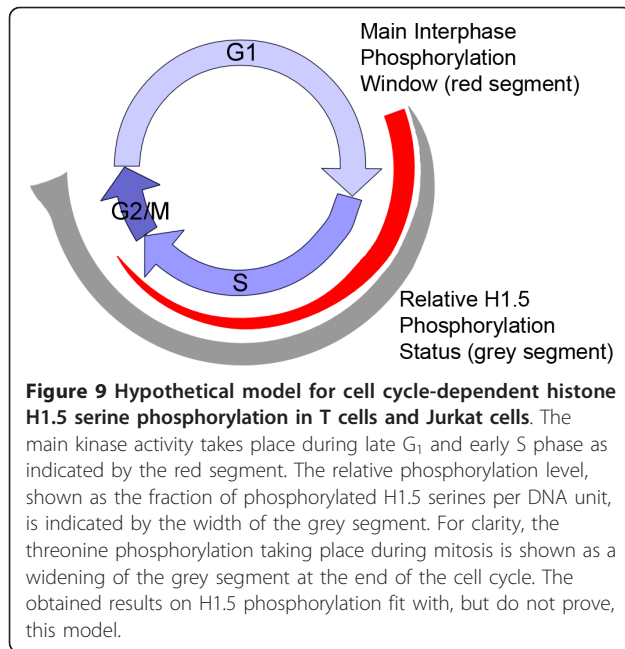 G1
Main Interphase
Phosphorylation
Window (red segment)
G2/M
S
Relative H1.5
Phosphorylation
Status (grey segment)
Figure 9 Hypothetical model for cell cycle-dependent histone
H1.5 serine phosphorylation in T cells and Jurkat cells. The
main kinase activity takes place during late G₁ and early S phase as
indicated by the red segment. The relative phosphorylation level,
shown as the fraction of phosphorylated H1.5 serines per DNA unit,
is indicated by the width of the grey segment. For clarity, the
threonine phosphorylation taking place during mitosis is shown as a
widening of the grey segment at the end of the cell cycle. The
obtained results on H1.5 phosphorylation fit with, but do not prove,
this model.